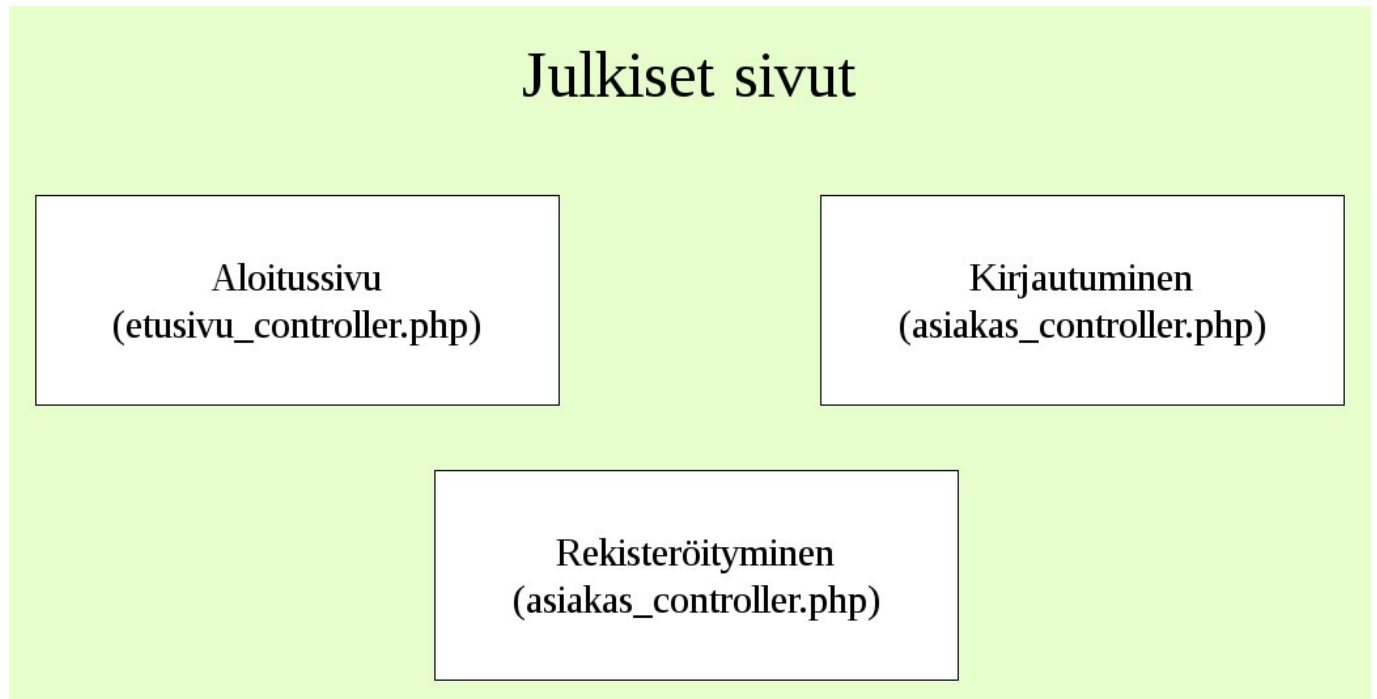 Julkiset sivut
Aloitussivu
(etusivu_controller.php)
Kirjautuminen
(asiakas_controller.php)
Rekisteröityminen
(asiakas_controller.php)